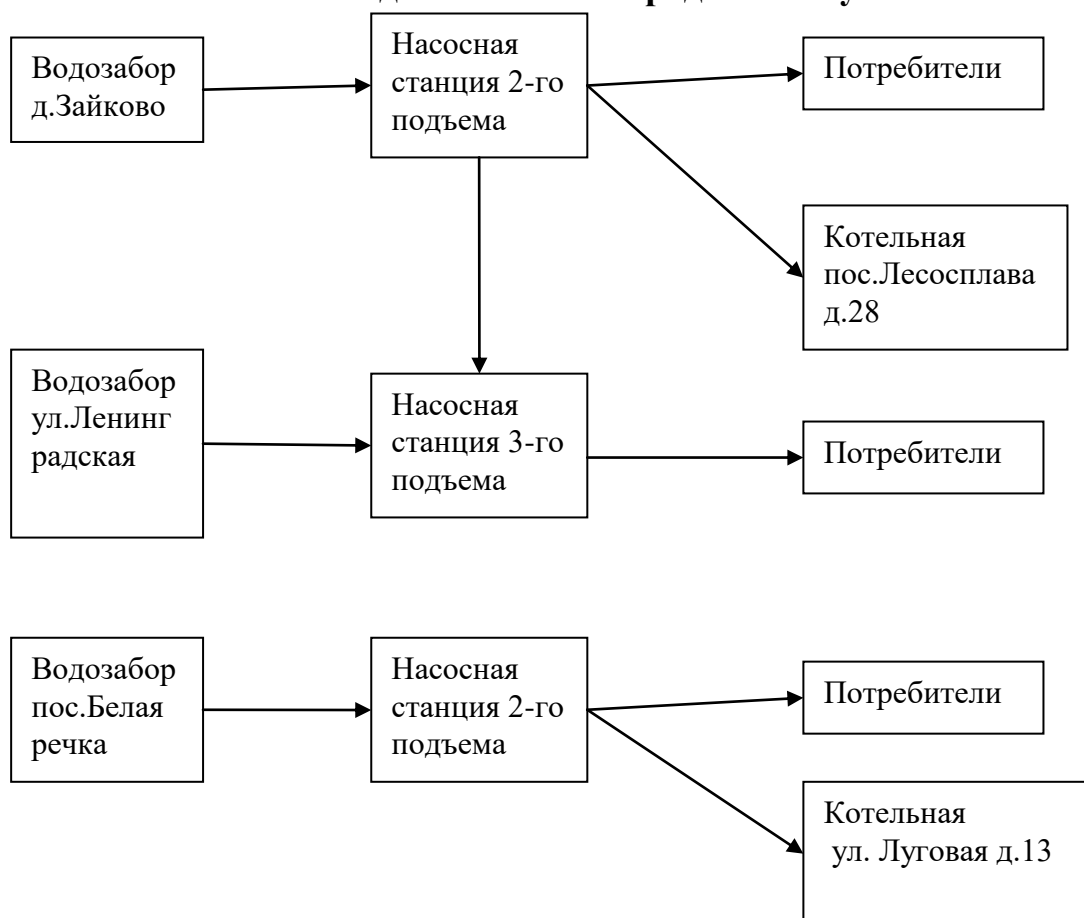 Водозабор
д.Зайково
Насосная
станция 2-го
подъема
Потребители
Котельная
пос.Лесосплава
д.28
Водозабор
ул.Ленинг
радская
Насосная
станция 3-го
подъема
Потребители
Водозабор
пос.Белая
речка
Насосная
станция 2-го
подъема
Потребители
Котельная
ул. Луговая д.13